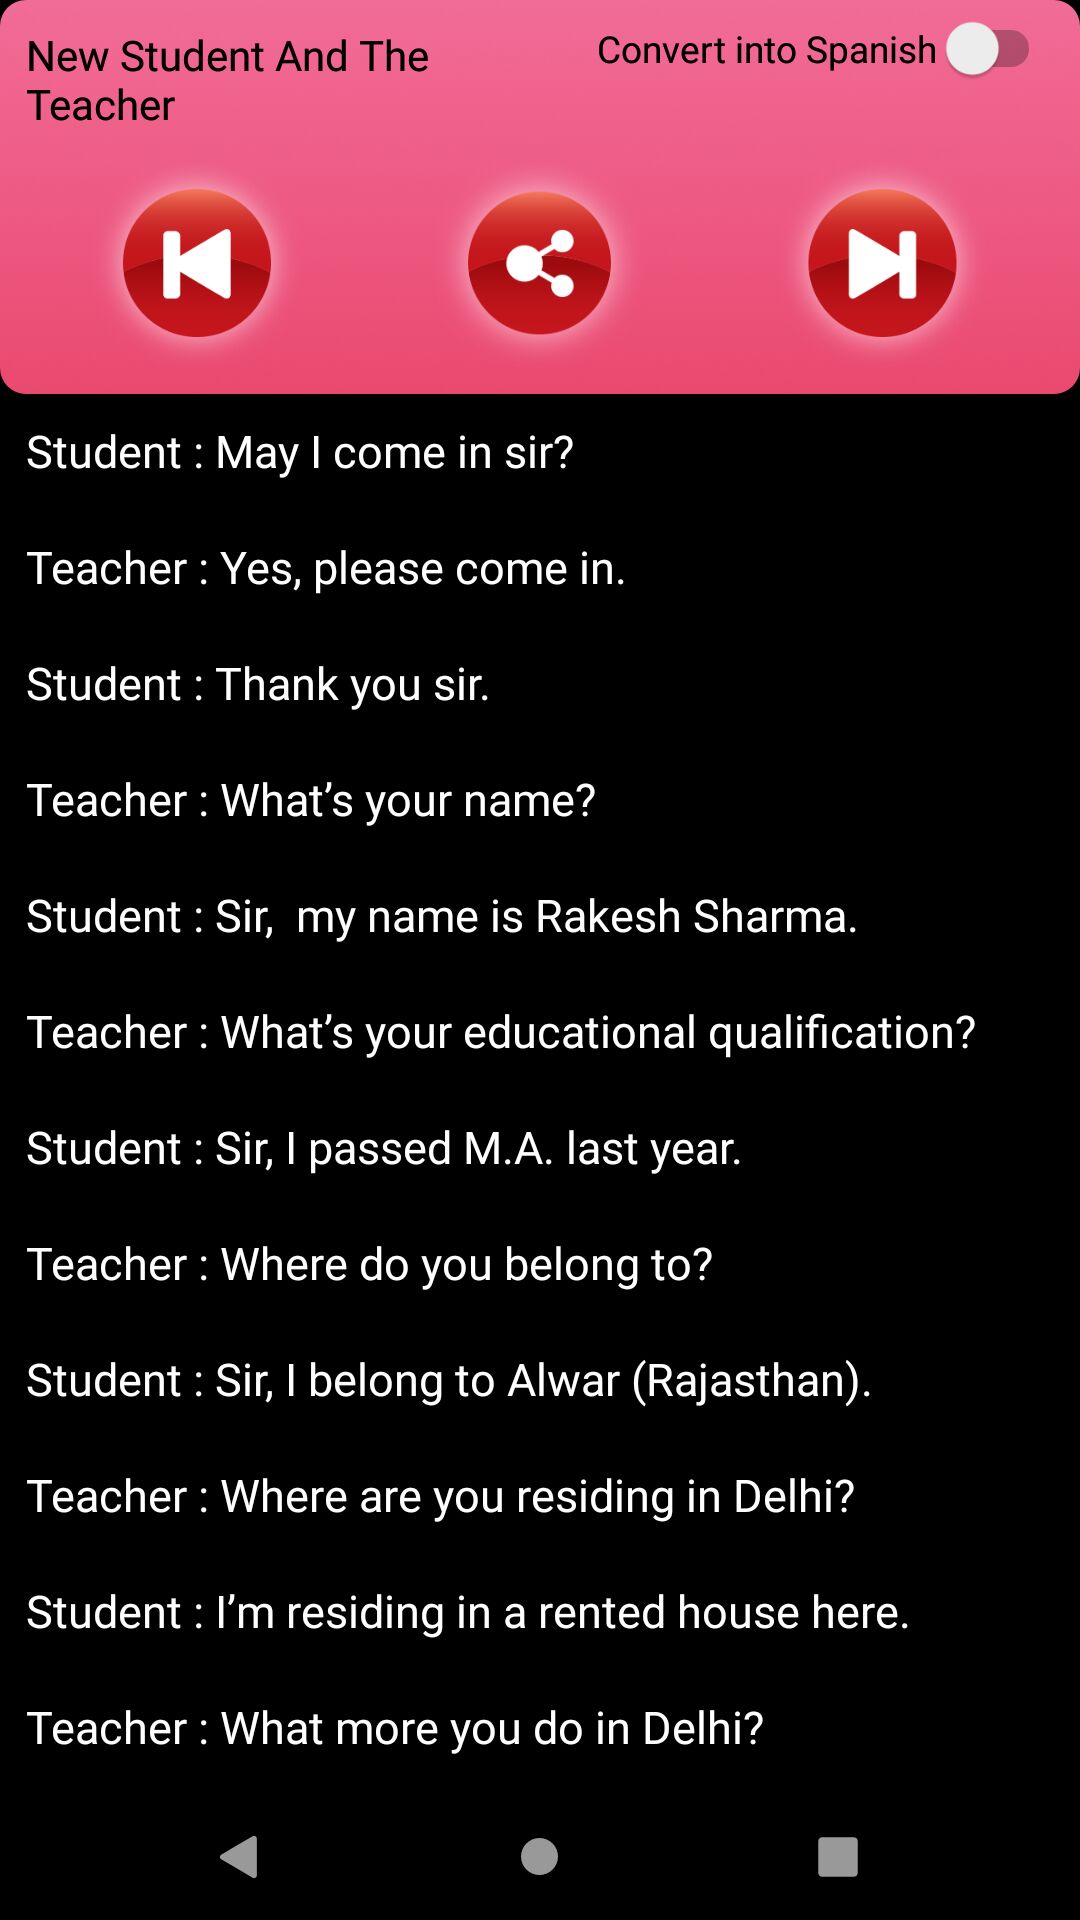 New Student And The
Teacher
Convert into Spanish
Student : May I come in sir?
Teacher : Yes, please come in.
Student : Thank you sir.
Teacher : What’s your name?
Student : Sir,  my name is Rakesh Sharma.
Teacher : What’s your educational qualification?
Student : Sir, I passed M.A. last year.
Teacher : Where do you belong to?
Student : Sir, I belong to Alwar (Rajasthan).
Teacher : Where are you residing in Delhi?
Student : I’m residing in a rented house here.
Teacher : What more you do in Delhi?